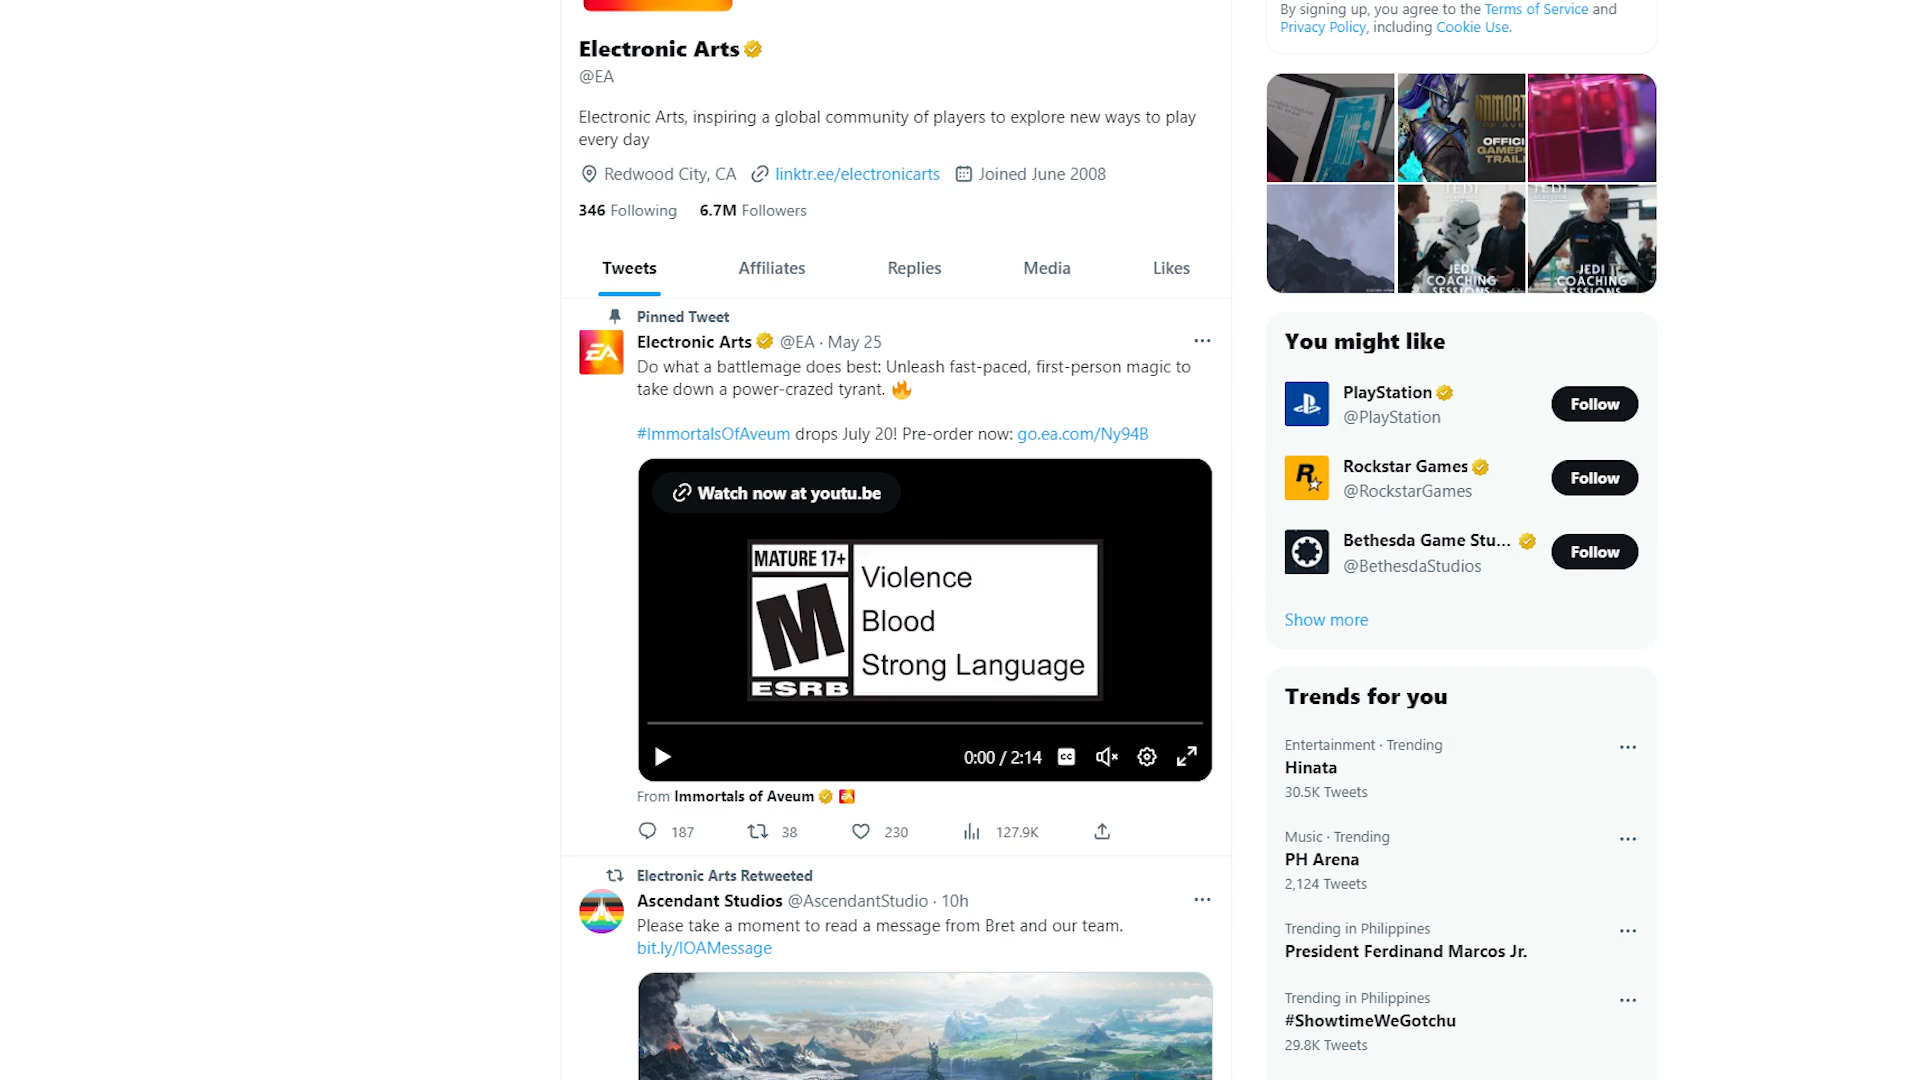 Electronic Arts
@EA
Electronic Arts, inspiring a global community of players to explore new ways to play
every day
Redwood City, CA linktr.ee/electronicarts Joined June 2008
346 Following 6.7M Followers
Tweets Affiliates Replies Media Likes
Pinned Tweet
EA
Electronic Arts @EA · May 25
Do what a battlemage does best: Unleash fast-paced, first-person magic to
take down a power-crazed tyrant. 🔥
#ImmortalsOfAveum drops July 20! Pre-order now: go.ea.com/Ny94B
Watch now at youtu.be
MATURE 17+
M
ESRB
Violence
Blood
Strong Language
0:00 / 2:14
CC
From Immortals of Aveum
187 38 230 127.9K
Electronic Arts Retweeted
Ascendant Studios @AscendantStudio · 10h
Please take a moment to read a message from Bret and our team.
bit.ly/IOAMessage
By signing up, you agree to the Terms of Service and
Privacy Policy, including Cookie Use.
OFFICI
GAMEP
TRAIL
JEDI
COACHING
SESSIONS
JEDI
COACHING
SESSIONS
You might like
PlayStation
@PlayStation
Follow
Rockstar Games
@RockstarGames
Follow
Bethesda Game Stu...
@BethesdaStudios
Follow
Show more
Trends for you
Entertainment · Trending
Hinata
30.5K Tweets
Music · Trending
PH Arena
2,124 Tweets
Trending in Philippines
President Ferdinand Marcos Jr.
Trending in Philippines
#ShowtimeWeGotchu
29.8K Tweets